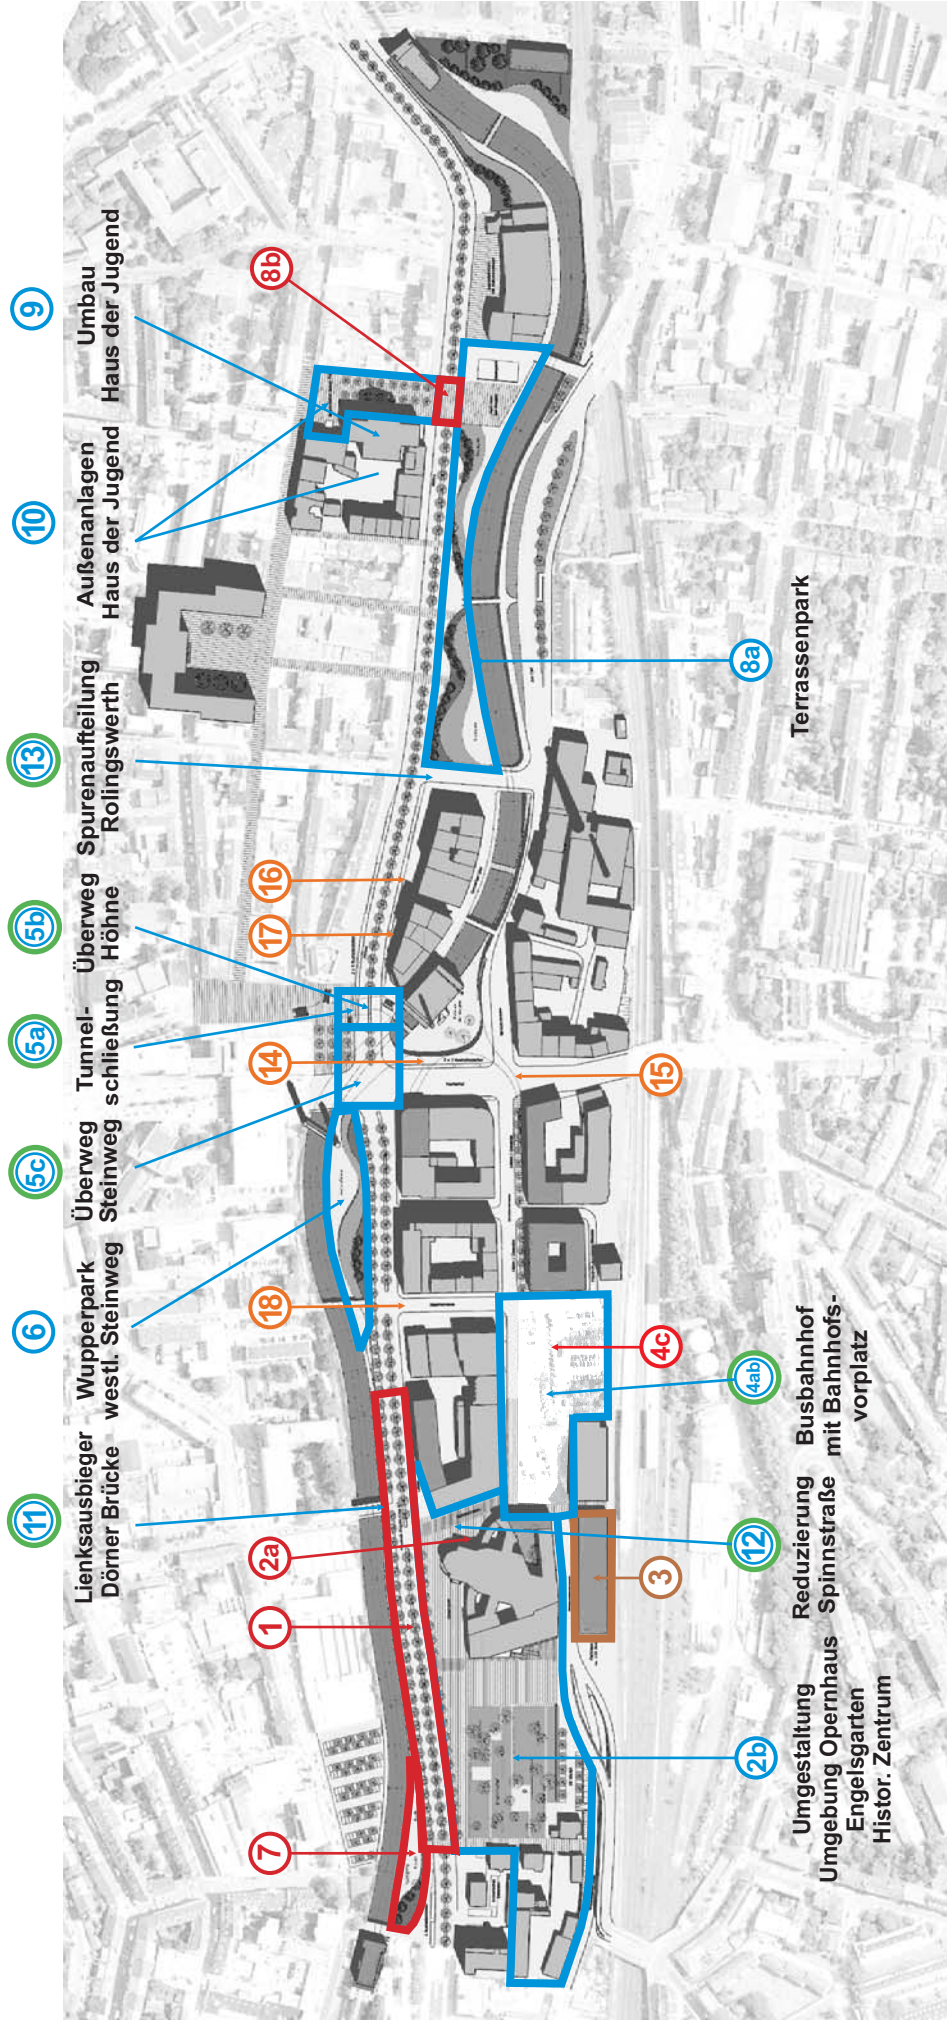 11
Lienksausbieger
Dörner Brücke
6
Wupperpark
westl. Steinweg
5c
Überweg
Steinweg
5a
Tunnel-
schließung
5b
Überweg
Höhne
13
Spurenaufteilung
Rolingswerth
10
Außenanlagen
Haus der Jugend
9
Umbau
Haus der Jugend
7
1
2a
18
14
17
16
8b
3
15
2b
12
4ab
4c
8a
Umgestaltung
Umgebung Opernhaus
Engelsgarten
Histor. Zentrum
Reduzierung
Spinnstraße
Busbahnhof
mit Bahnhofs-
vorplatz
Terrassenpark